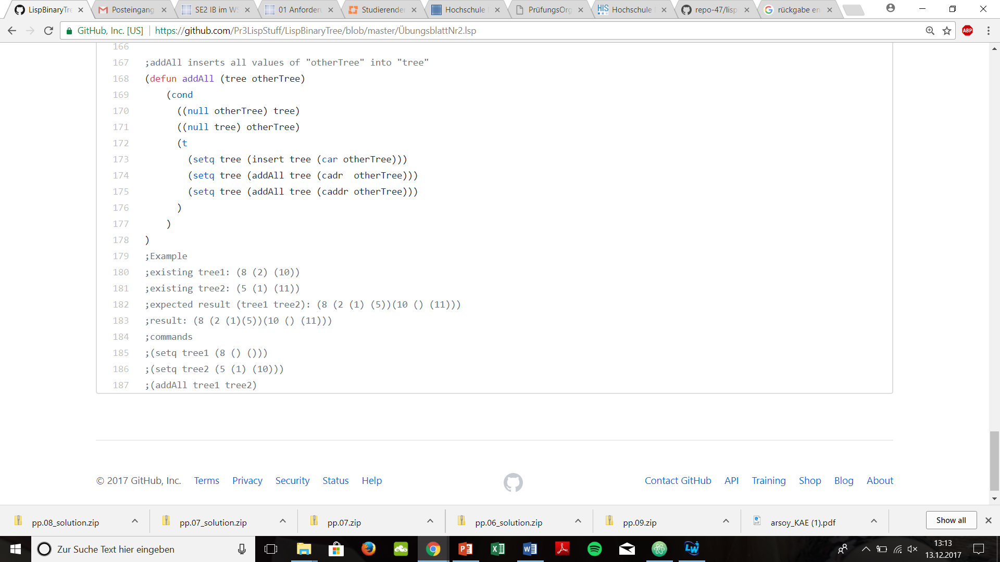 LispBinaryTre
Posteingang
SE2 IB im WS
01 Anforderu
Studierender
Hochschule
PrüfungsOrg
HIS Hochschule
repo-47/lisp
rückgabe en
GitHub, Inc. [US] https://github.com/Pr3LispStuff/LispBinaryTree/blob/master/ÜbungsblattNr2.lsp
ABP
166
167 ;addAll inserts all values of "otherTree" into "tree"
168 (defun addAll (tree otherTree)
169 (cond
170 ((null otherTree) tree)
171 ((null tree) otherTree)
172 (t
173 (setq tree (insert tree (car otherTree)))
174 (setq tree (addAll tree (cadr  otherTree)))
175 (setq tree (addAll tree (caddr otherTree)))
176 )
177 )
178 )
179 ;Example
180 ;existing tree1: (8 (2) (10))
181 ;existing tree2: (5 (1) (11))
182 ;expected result (tree1 tree2): (8 (2 (1) (5))(10 () (11)))
183 ;result: (8 (2 (1)(5))(10 () (11)))
184 ;commands
185 ;(setq tree1 (8 () ()))
186 ;(setq tree2 (5 (1) (10)))
187 ;(addAll tree1 tree2)
© 2017 GitHub, Inc. Terms Privacy Security Status Help
Contact GitHub API Training Shop Blog About
pp.08_solution.zip
pp.07_solution.zip
pp.07.zip
pp.06_solution.zip
pp.09.zip
arsoy_KAE (1).pdf
Show all
Zur Suche Text hier eingeben
13:13
13.12.2017